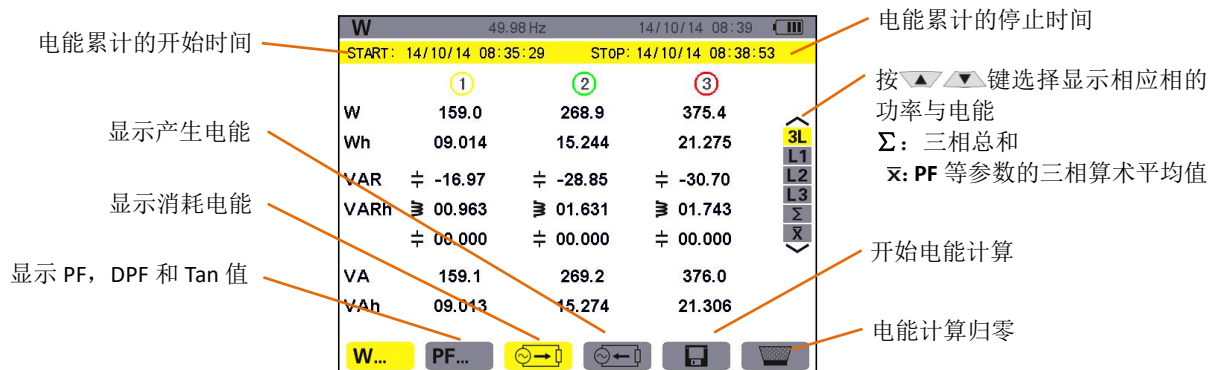 W 49.98 Hz 14/10/14 08:39
START: 14/10/14 08:35:29 STOP: 14/10/14 08:38:53
1 2 3
W 159.0 268.9 375.4
Wh 09.014 15.244 21.275
VAR -16.97 -28.85 -30.70
VARh 00.963 01.631 01.743
00.000 00.000 00.000
VA 159.1 269.2 376.0
VAh 09.013 15.274 21.306
3L
L1
L2
L3
Σ
x̅
W... PF...
电能累计的开始时间
显示产生电能
显示消耗电能
显示 PF，DPF 和 Tan 值
电能累计的停止时间
按▲ ▼键选择显示相应相的
功率与电能
Σ：三相总和
x̅: PF 等参数的三相算术平均值
开始电能计算
电能计算归零